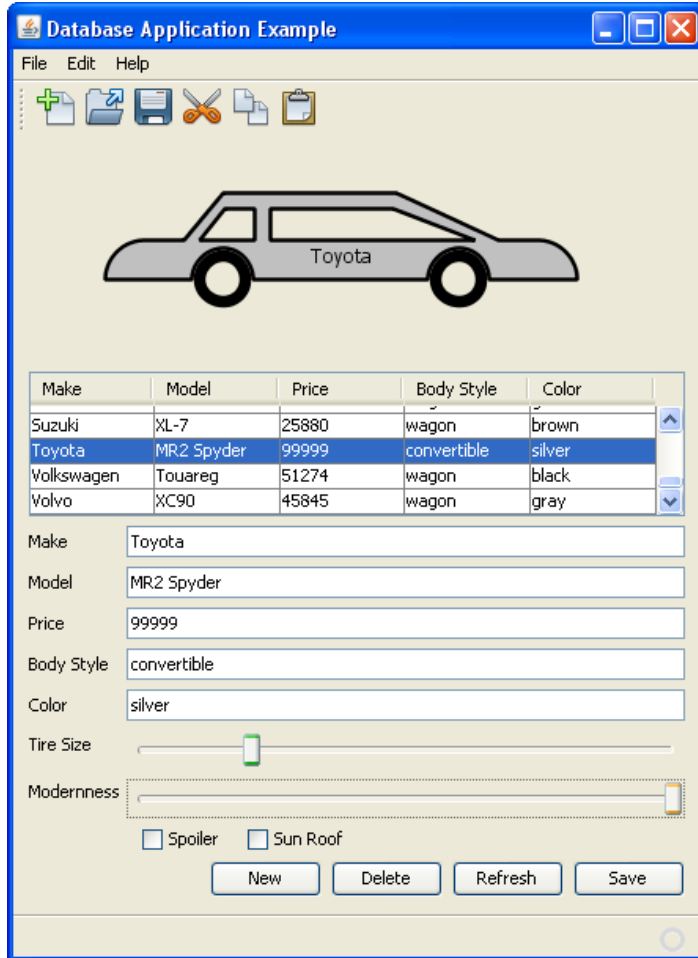 Database Application Example
File Edit Help
Toyota
Make Model Price Body Style Color
Suzuki XL-7 25880 wagon brown
Toyota MR2 Spyder 99999 convertible silver
Volkswagen Touareg 51274 wagon black
Volvo XC90 45845 wagon gray
Make Toyota
Model MR2 Spyder
Price 99999
Body Style convertible
Color silver
Tire Size
Modernness
Spoiler Sun Roof
New Delete Refresh Save